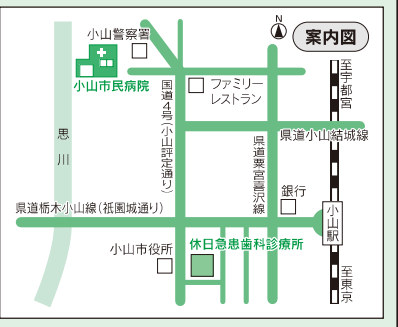 N
案内図
小山警察署
小山市民病院
ファミリー
レストラン
国道4号(小山評定通り)
思川
県道粟宮喜沢線
県道小山結城線
至宇都宮
銀行
県道栃木小山線(祇園城通り)
小山駅
小山市役所
休日急患歯科診療所
至東京